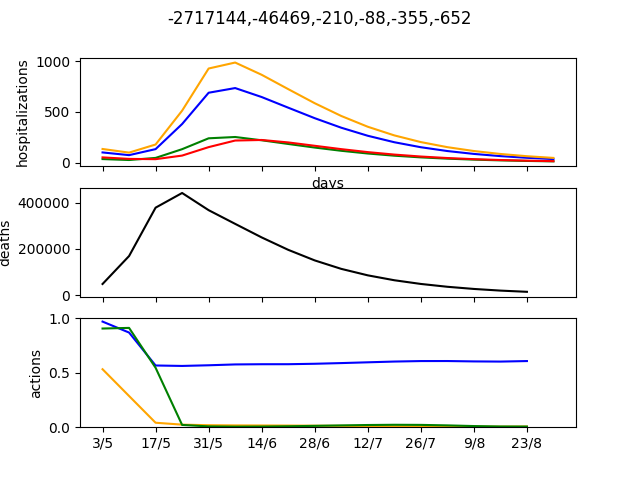 -2717144,-46469,-210,-88,-355,-652
1000
500
0
hospitalizations
days
400000
200000
0
deaths
1.0
0.5
0.0
actions
3/5 17/5 31/5 14/6 28/6 12/7 26/7 9/8 23/8